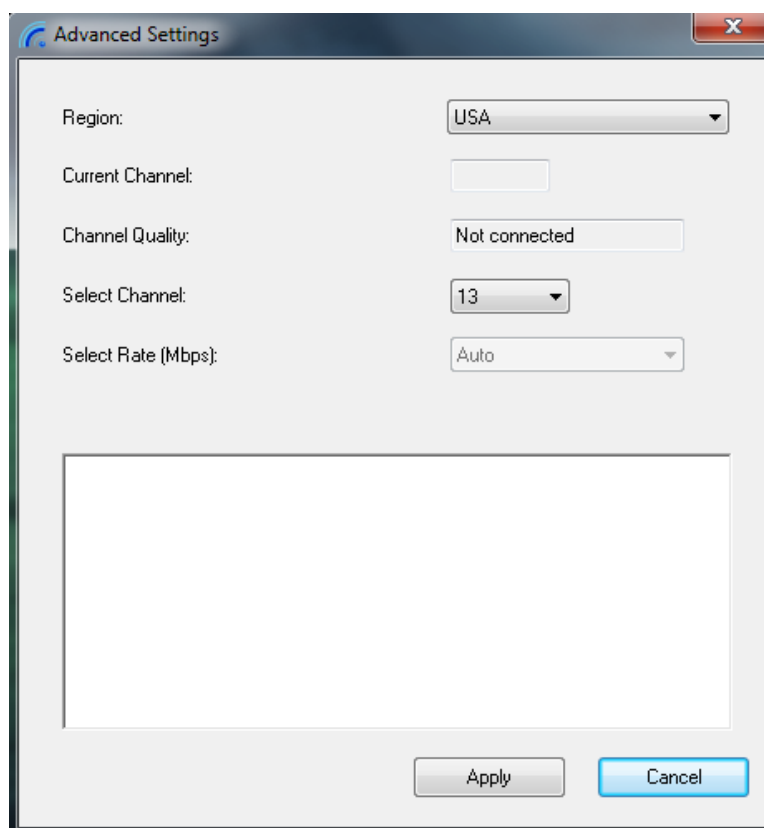 Advanced Settings
Region: USA
Current Channel:
Channel Quality: Not connected
Select Channel: 13
Select Rate (Mbps): Auto
Apply Cancel